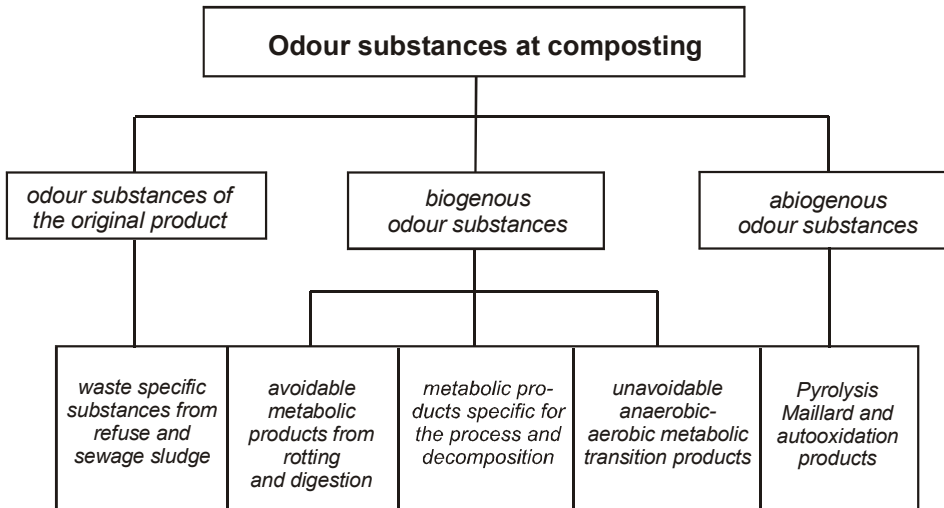 Odour substances at composting
odour substances of
the original product
biogenous
odour substances
abiogenous
odour substances
waste specific
substances from
refuse and
sewage sludge
avoidable
metabolic
products from
rotting
and digestion
metabolic pro-
ducts specific for
the process and
decomposition
unavoidable
anaerobic-
aerobic metabolic
transition products
Pyrolysis
Maillard and
autooxidation
products